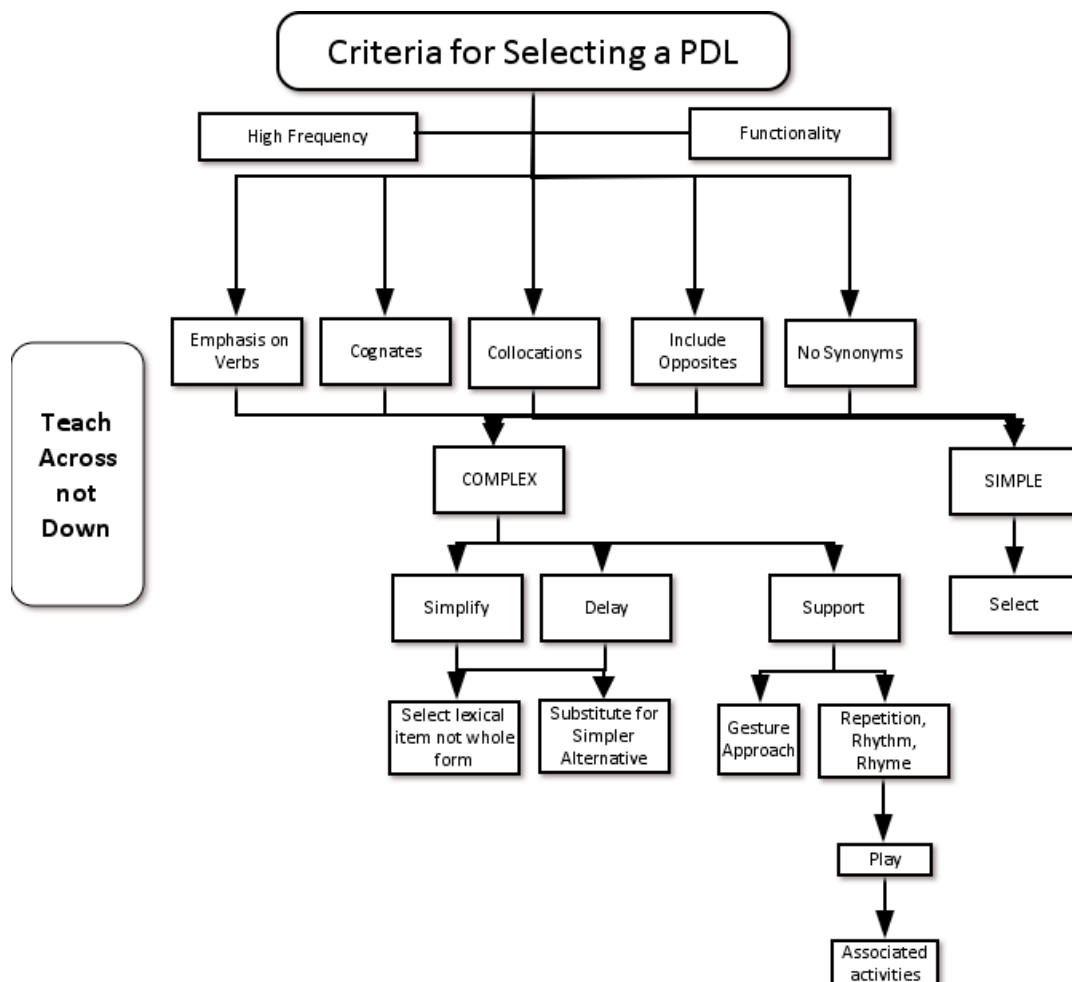 Criteria for Selecting a PDL
High Frequency
Functionality
Emphasis on
Verbs
Cognates
Collocations
Include
Opposites
No Synonyms
Teach
Across
not
Down
COMPLEX
SIMPLE
Simplify
Delay
Support
Select
Select lexical
item not whole
form
Substitute for
Simpler
Alternative
Gesture
Approach
Repetition,
Rhythm,
Rhyme
Play
Associated
activities